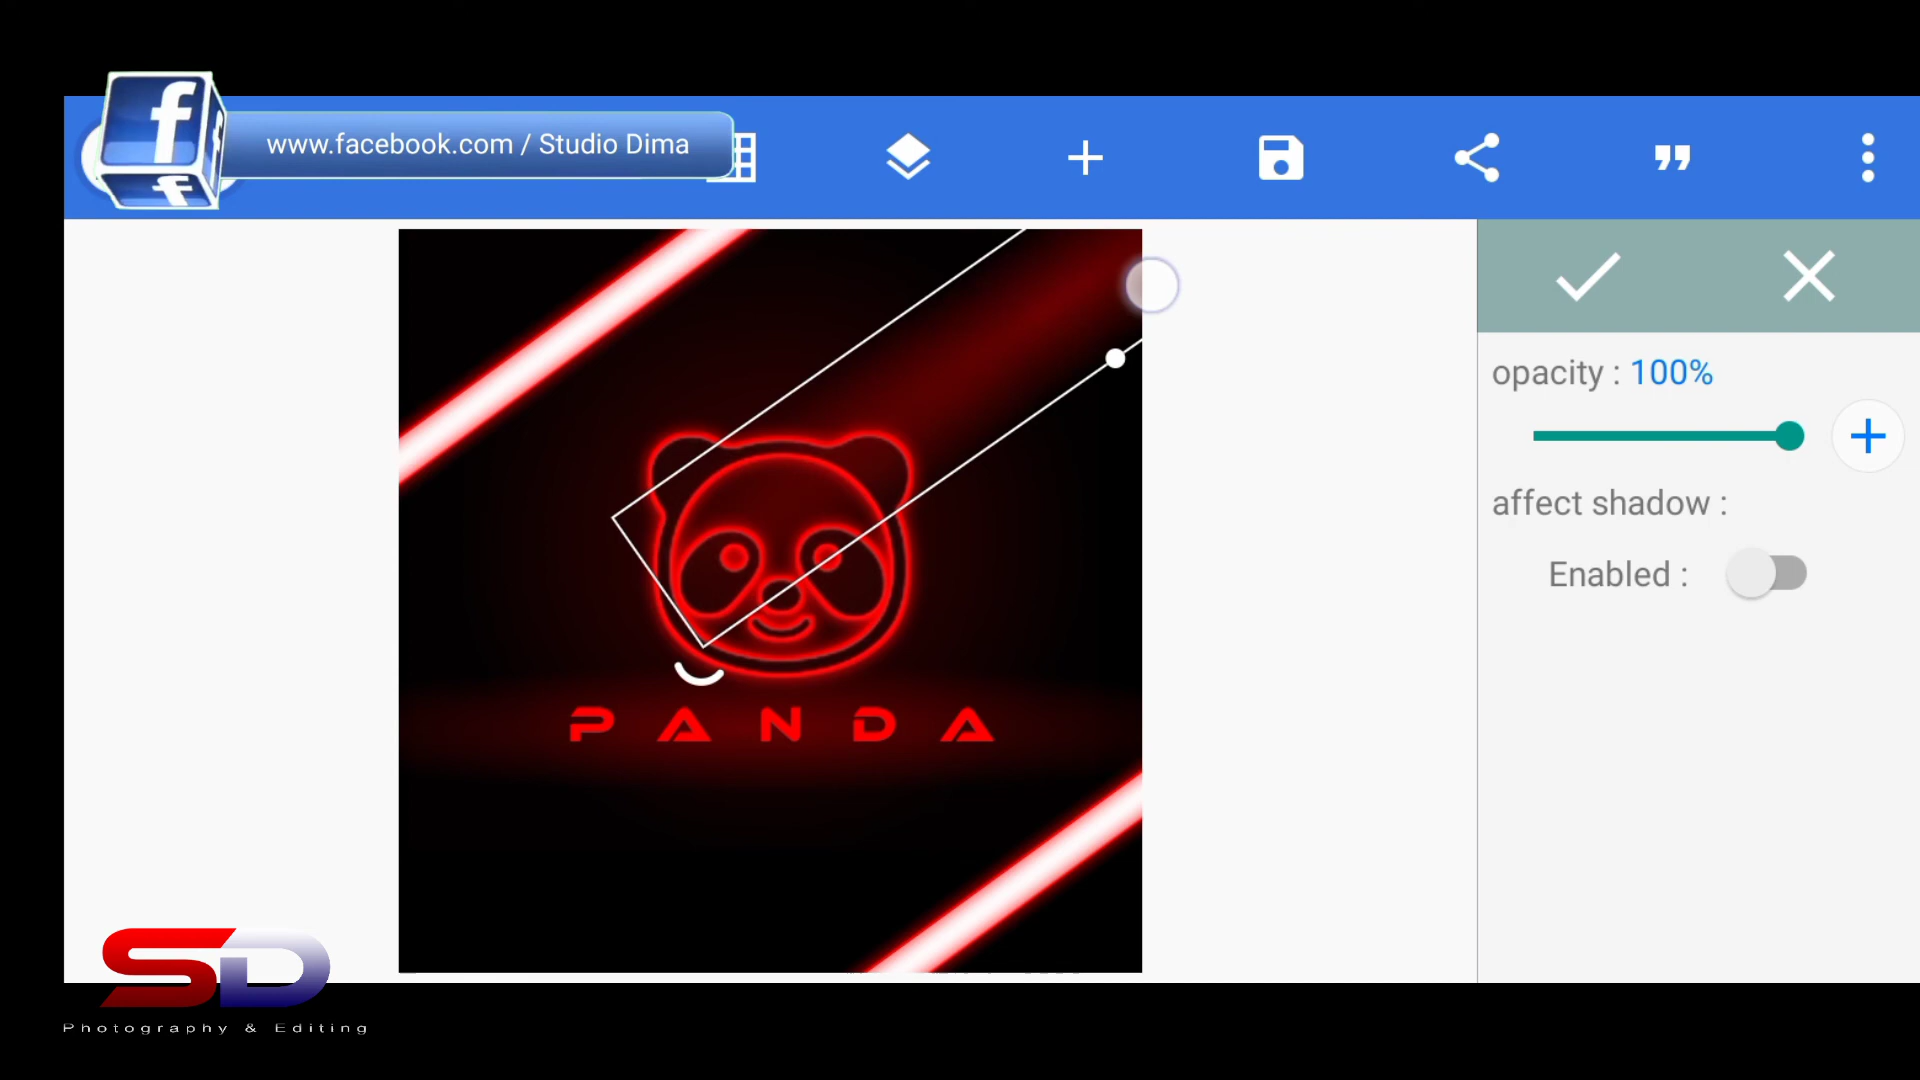 www.facebook.com / Studio Dima
opacity : 100%
affect shadow :
Enabled :
PANDA
SD
Photography & Editing